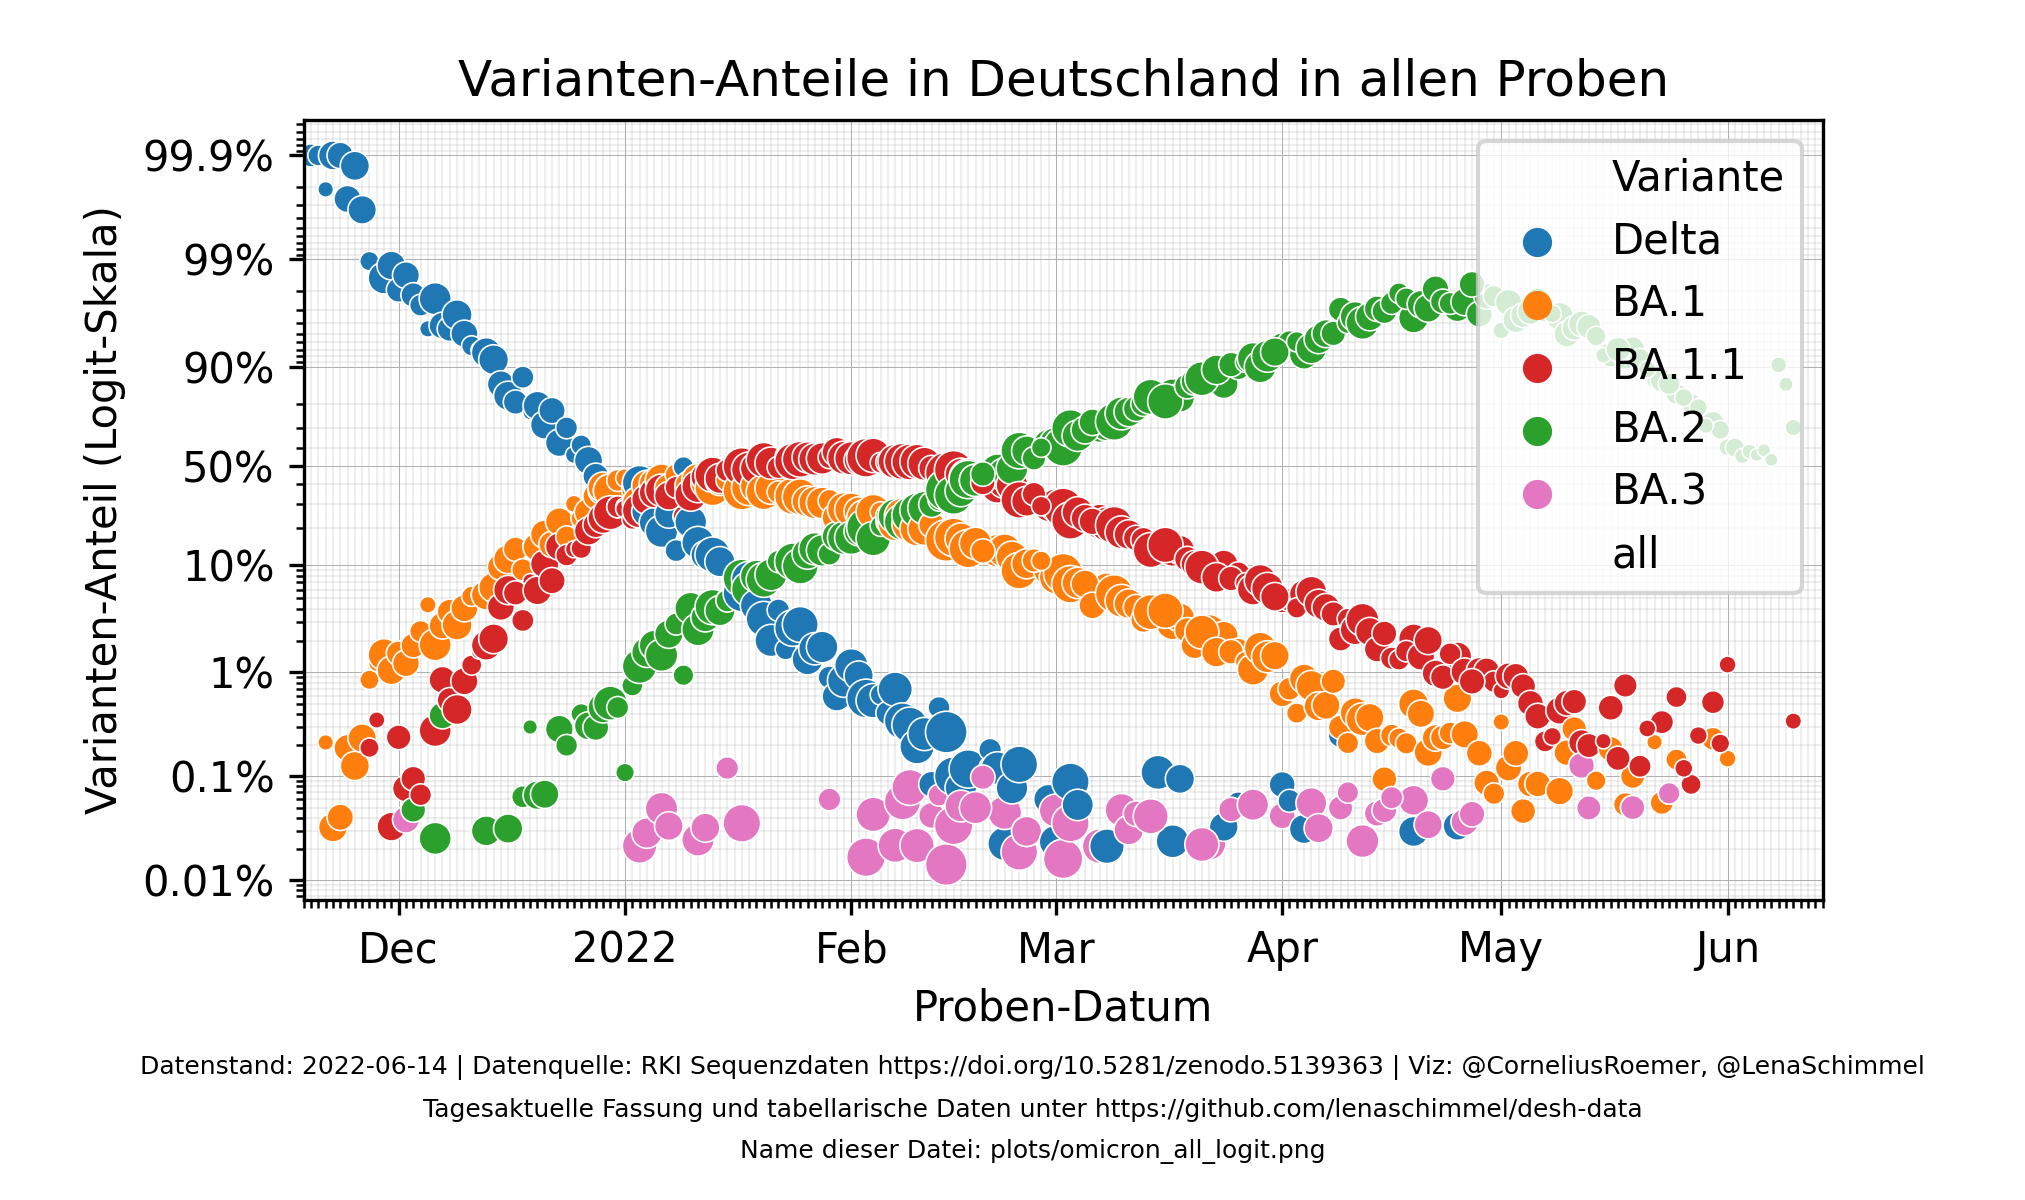 Varianten-Anteile in Deutschland in allen Proben
Varianten-Anteil (Logit-Skala)
99.9%
99%
90%
50%
10%
1%
0.1%
0.01%
Variante
Delta
BA.1
BA.1.1
BA.2
BA.3
all
Dec 2022 Feb Mar Apr May Jun
Proben-Datum
Datenstand: 2022-06-14 | Datenquelle: RKI Sequenzdaten https://doi.org/10.5281/zenodo.5139363 | Viz: @CorneliusRoemer, @LenaSchimmel
Tagesaktuelle Fassung und tabellarische Daten unter https://github.com/lenaschimmel/desh-data
Name dieser Datei: plots/omicron_all_logit.png